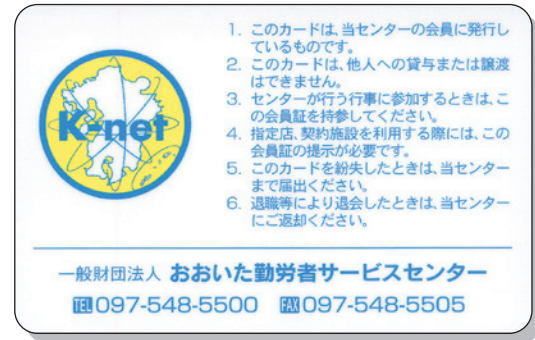 K-net
1. このカードは、当センターの会員に発行し
ているものです。
2. このカードは、他人への貸与または譲渡
はできません。
3. センターが行う行事に参加するときは、こ
の会員証を持参してください。
4. 指定店、契約施設を利用する際には、この
会員証の提示が必要です。
5. このカードを紛失したときは、当センター
まで届出ください。
6. 退職等により退会したときは、当センター
にご返却ください。
一般財団法人 おおいた勤労者サービスセンター
TEL097-548-5500 FAX097-548-5505